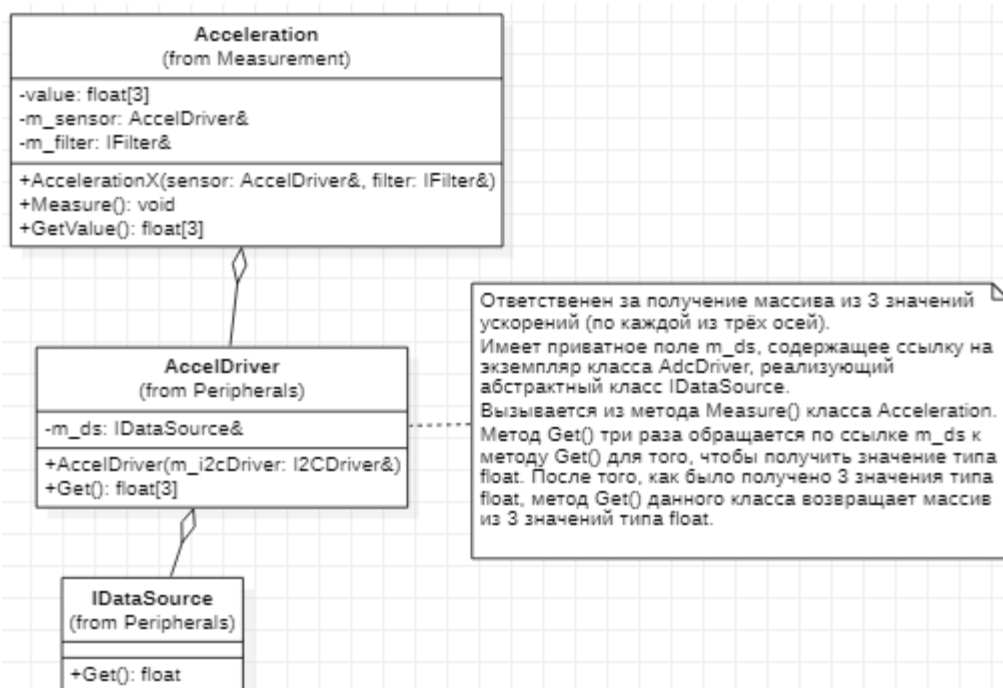 Acceleration
(from Measurement)
-value: float[3]
-m_sensor: AccelDriver&
-m_filter: IFilter&
+AccelerationX(sensor: AccelDriver&, filter: IFilter&)
+Measure(): void
+GetValue(): float[3]
AccelDriver
(from Peripherals)
-m_ds: IDataSource&
+AccelDriver(m_i2cDriver: I2CDriver&)
+Get(): float[3]
Ответственен за получение массива из 3 значений
ускорений (по каждой из трёх осей).
Имеет приватное поле m_ds, содержащее ссылку на
экземпляр класса AdcDriver, реализующий
абстрактный класс IDataSource.
Вызывается из метода Measure() класса Acceleration.
Метод Get() три раза обращается по ссылке m_ds к
методу Get() для того, чтобы получить значение типа
float. После того, как было получено 3 значения типа
float, метод Get() данного класса возвращает массив
из 3 значений типа float.
IDataSource
(from Peripherals)
+Get(): float